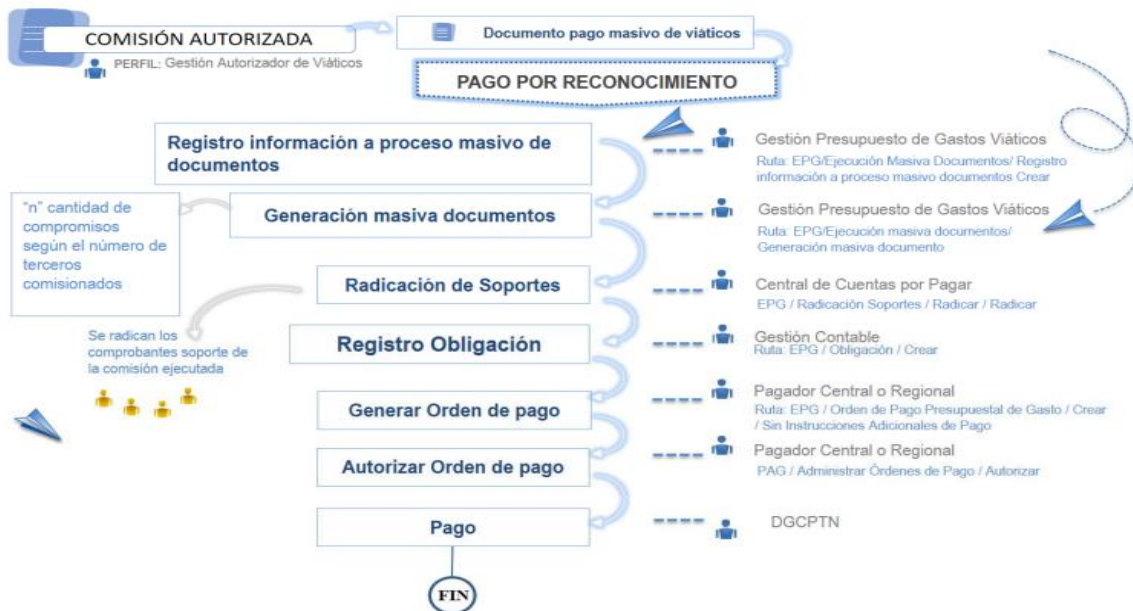 COMISIÓN AUTORIZADA
PERFIL: Gestión Autorizador de Viáticos
Documento pago masivo de viáticos
PAGO POR RECONOCIMIENTO
Registro información a proceso masivo de
documentos
Gestión Presupuesto de Gastos Viáticos
Ruta: EPG/Ejecución Masiva Documentos/ Registro
información a proceso masivo documentos Crear
"n" cantidad de
compromisos
según el número de
terceros
comisionados
Generación masiva documentos
Gestión Presupuesto de Gastos Viáticos
Ruta: EPG/Ejecución masiva documentos/
Generación masiva documento
Radicación de Soportes
Central de Cuentas por Pagar
EPG / Radicación Soportes / Radicar / Radicar
Se radican los
comprobantes soporte de
la comisión ejecutada
Registro Obligación
Gestión Contable
Ruta: EPG / Obligación / Crear
Generar Orden de pago
Pagador Central o Regional
Ruta: EPG / Orden de Pago Presupuestal de Gasto / Crear
/ Sin Instrucciones Adicionales de Pago
Autorizar Orden de pago
Pagador Central o Regional
PAG / Administrar Órdenes de Pago / Autorizar
Pago
DGCPTN
FIN